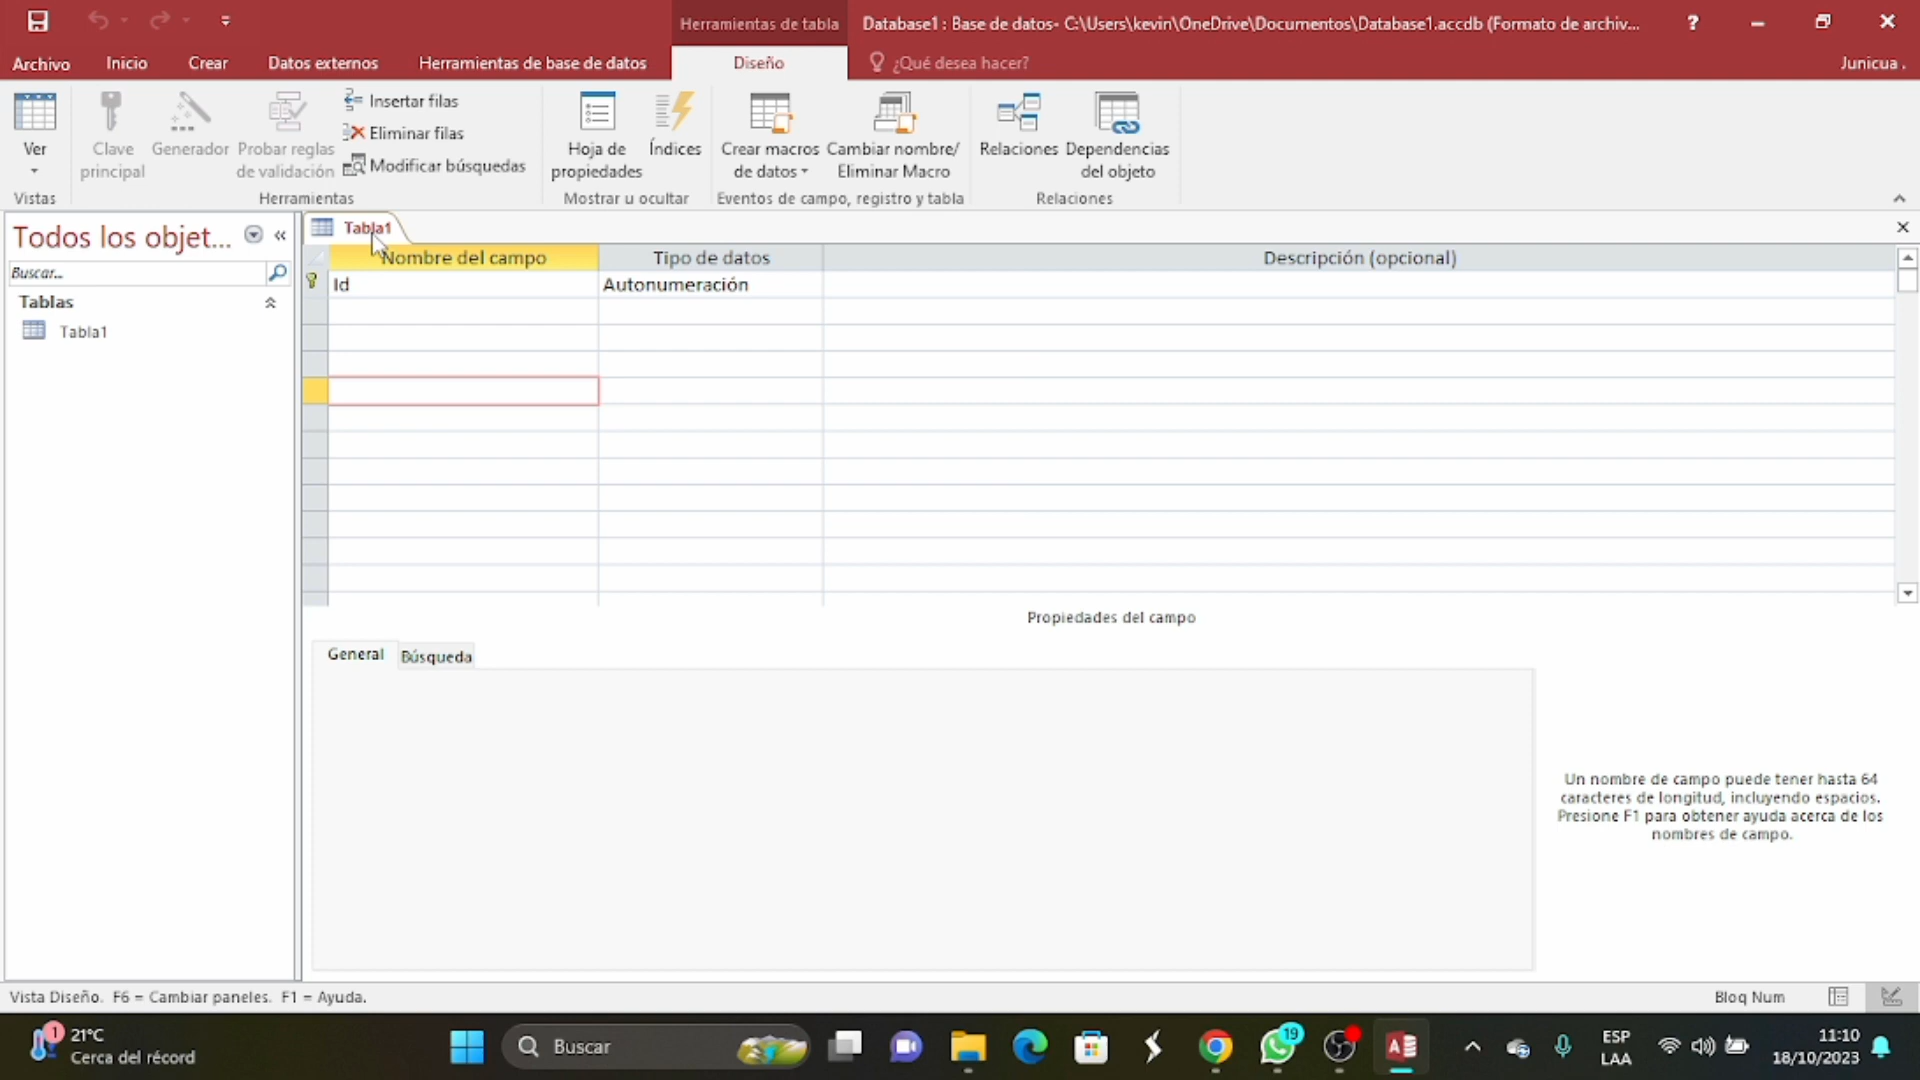 Herramientas de tabla
Database1 : Base de datos- C:\Users\kevin\OneDrive\Documentos\Database1.accdb (Formato de archiv...
?
Archivo
Inicio
Crear
Datos externos
Herramientas de base de datos
Diseño
¿Qué desea hacer?
Junicua .
Ver
Clave
principal
Generador
Probar reglas
de validación
Insertar filas
Eliminar filas
Modificar búsquedas
Hoja de
propiedades
Índices
Crear macros
de datos
Cambiar nombre/
Eliminar Macro
Relaciones
Dependencias
del objeto
Vistas
Herramientas
Mostrar u ocultar
Eventos de campo, registro y tabla
Relaciones
Todos los objet...
Buscar...
Tablas
Tabla1
Tabla1
Nombre del campo
Tipo de datos
Descripción (opcional)
Id
Autonumeración
Propiedades del campo
General
Búsqueda
Un nombre de campo puede tener hasta 64
caracteres de longitud, incluyendo espacios.
Presione F1 para obtener ayuda acerca de los
nombres de campo.
Vista Diseño. F6 = Cambiar paneles. F1 = Ayuda.
Bloq Num
1
21°C
Cerca del récord
Buscar
19
A
ESP
LAA
11:10
18/10/2023